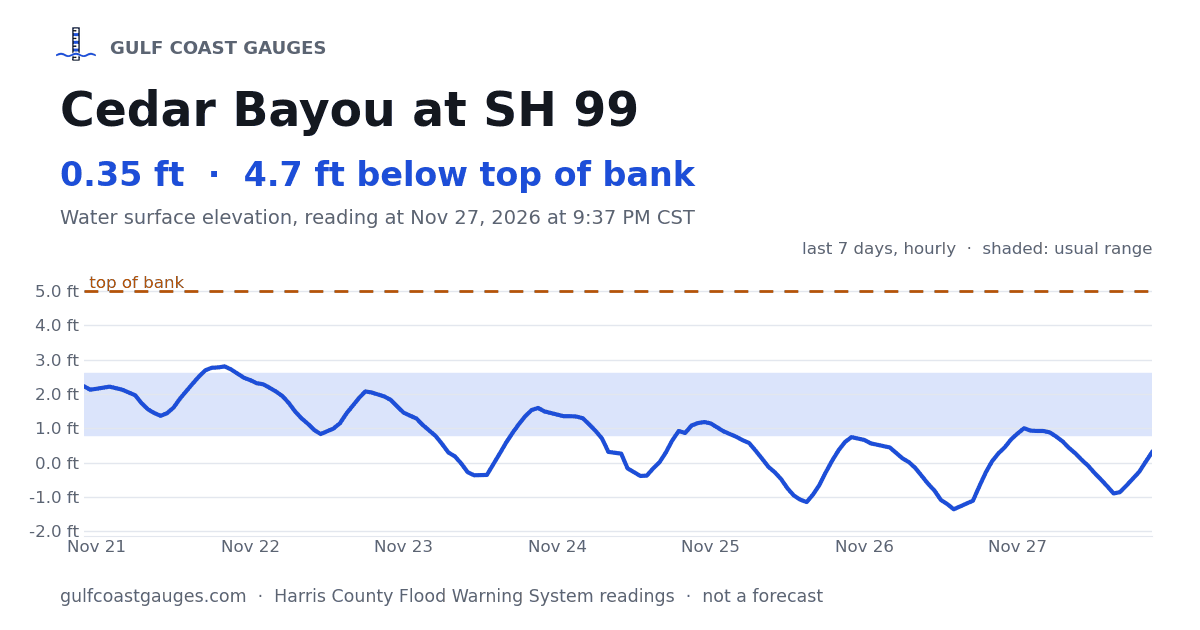 GULF COAST GAUGES
Cedar Bayou at SH 99
0.35 ft · 4.7 ft below top of bank
Water surface elevation, reading at Nov 27, 2026 at 9:37 PM CST
last 7 days, hourly · shaded: usual range
top of bank
5.0 ft
4.0 ft
3.0 ft
2.0 ft
1.0 ft
0.0 ft
-1.0 ft
-2.0 ft
Nov 21 Nov 22 Nov 23 Nov 24 Nov 25 Nov 26 Nov 27
gulfcoastgauges.com · Harris County Flood Warning System readings · not a forecast